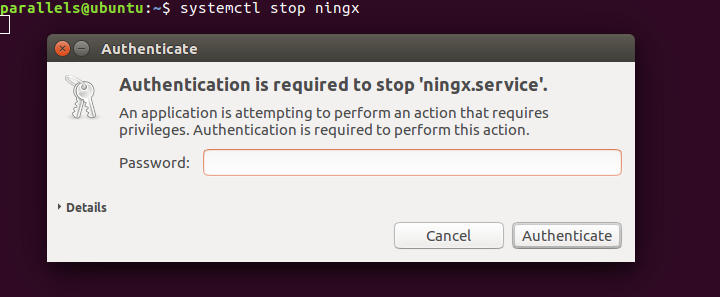 parallels@ubuntu:~$ systemctl stop ningx
Authenticate
Authentication is required to stop 'ningx.service'.
An application is attempting to perform an action that requires
privileges. Authentication is required to perform this action.
Password:
Details
Cancel Authenticate